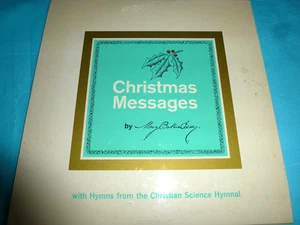 Christmas
Messages
by Mary Baker Eddy
with Hymns from the Christian Science Hymnal